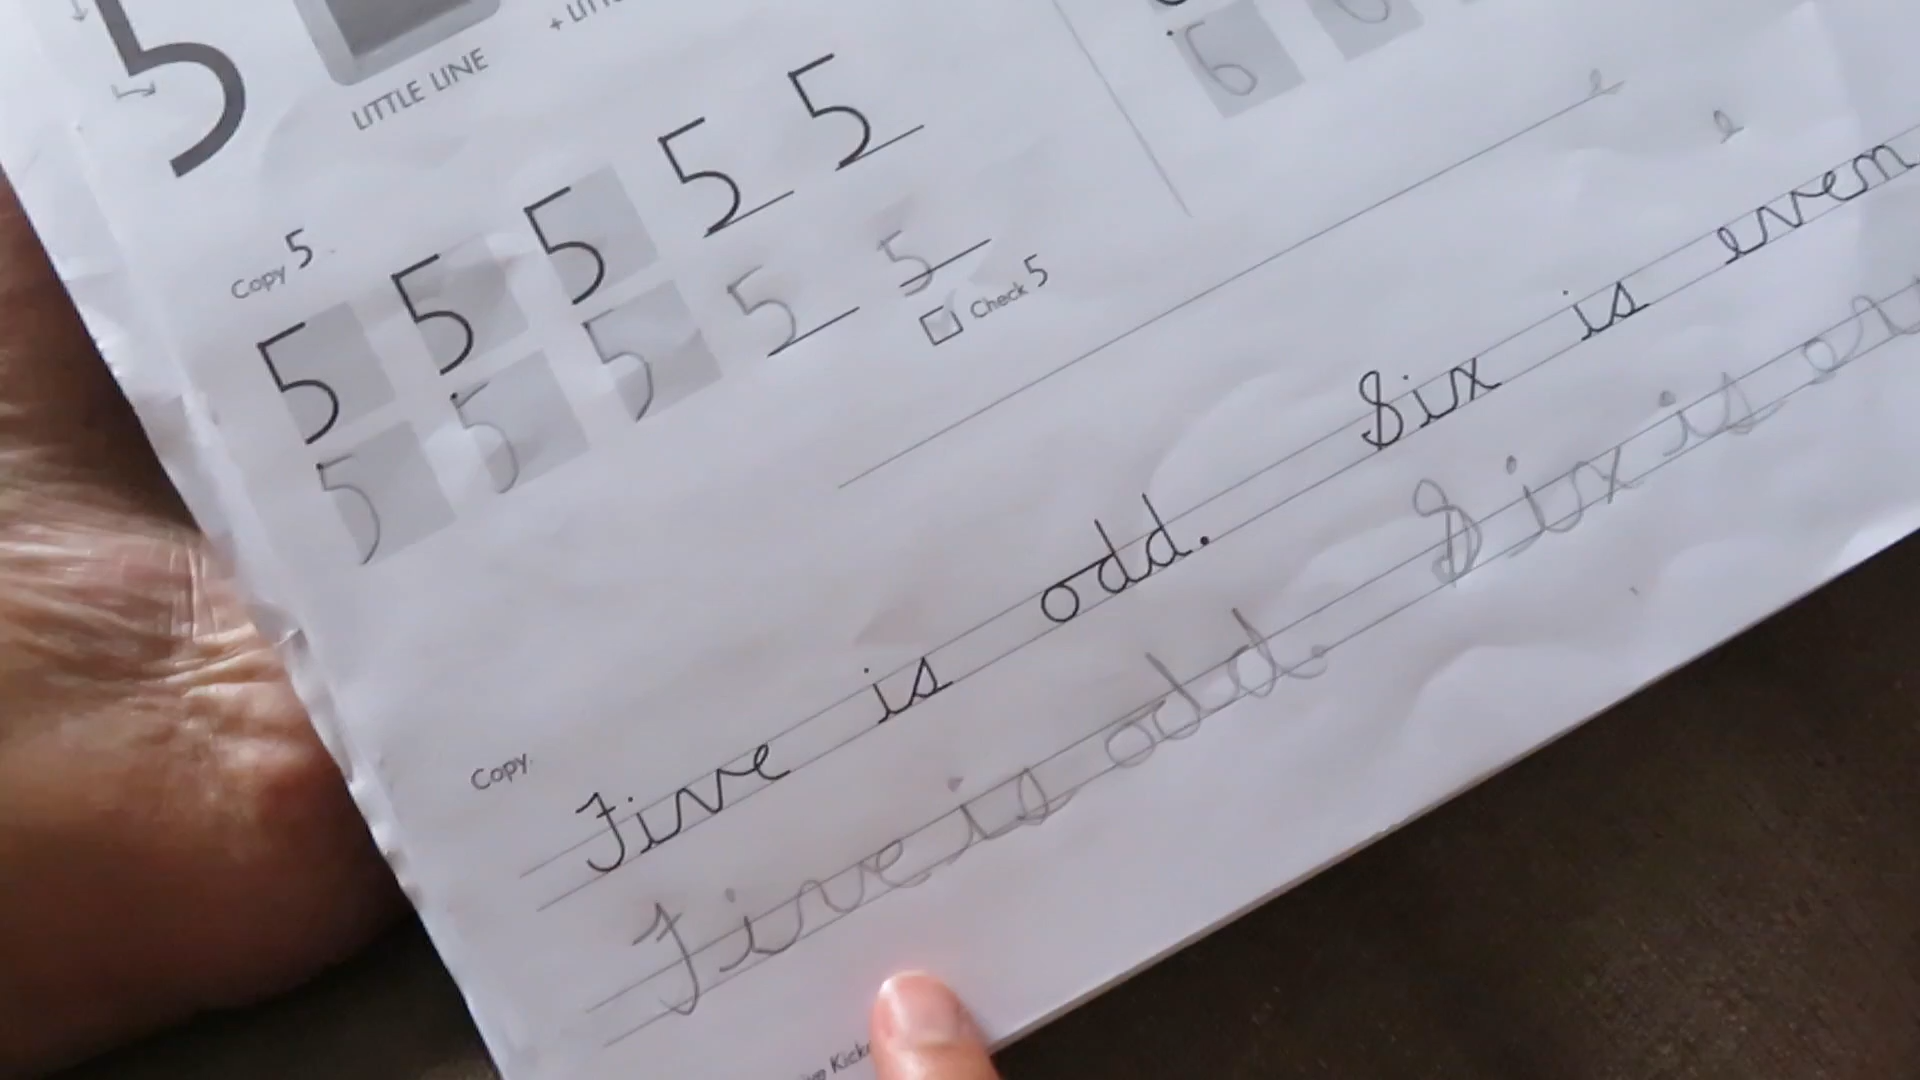 5
LITTLE LINE
6
Copy 5.
5 5 5 5 5
5 5 5 5 5
Check 5
Copy.
Five is odd. Six is even
Five is odd. Six is